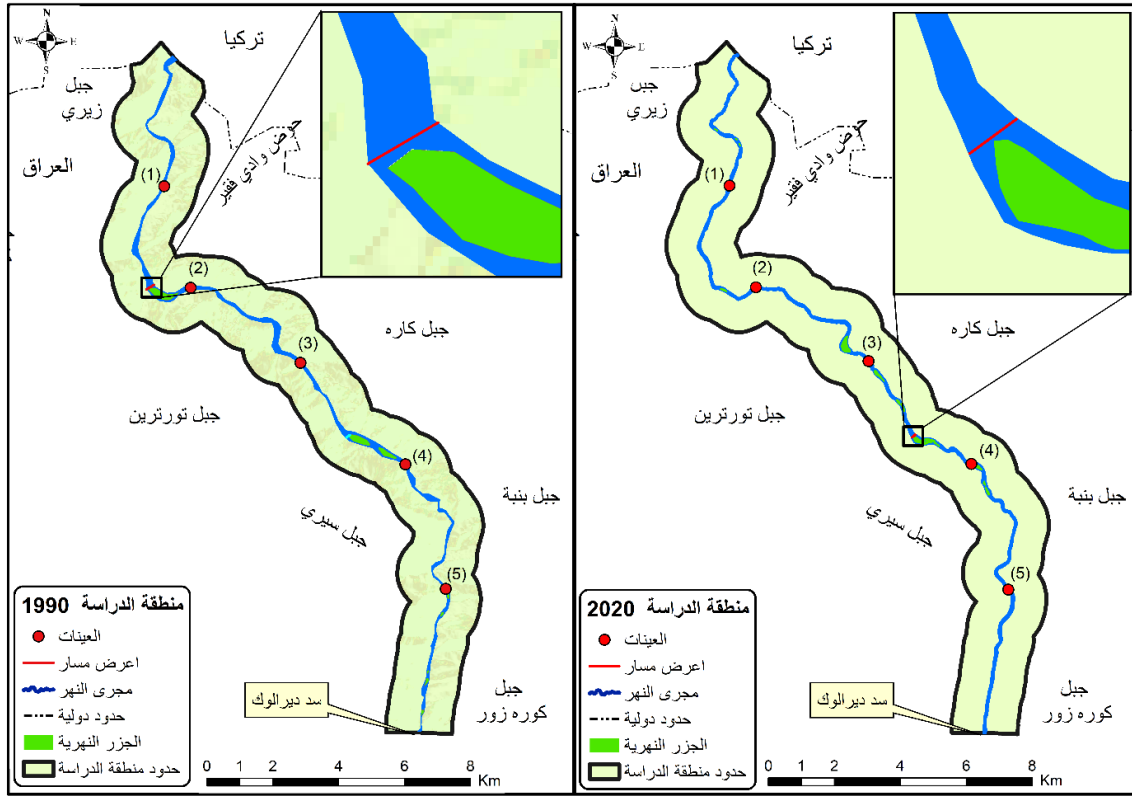 N
W
E
S
تركيا
جبل
زيري
العراق
حوض وادي فقير
(1)
(2)
(3)
(4)
(5)
جبل كاره
جبل تورترين
جبل بنبة
جبل سيري
جبل
كوره زور
سد ديرالوك
منطقة الدراسة 1990
العينات
اعرض مسار
مجرى النهر
حدود دولية
الجزر النهرية
حدود منطقة الدراسة
0 1 2 4 6 8
Km
N
W
E
S
تركيا
جبل
زيري
العراق
حوض وادي فقير
(1)
(2)
(3)
(4)
(5)
جبل كاره
جبل تورترين
جبل بنبة
جبل سيري
جبل
كوره زور
سد ديرالوك
منطقة الدراسة 2020
العينات
اعرض مسار
مجرى النهر
حدود دولية
الجزر النهرية
حدود منطقة الدراسة
0 1 2 4 6 8
Km